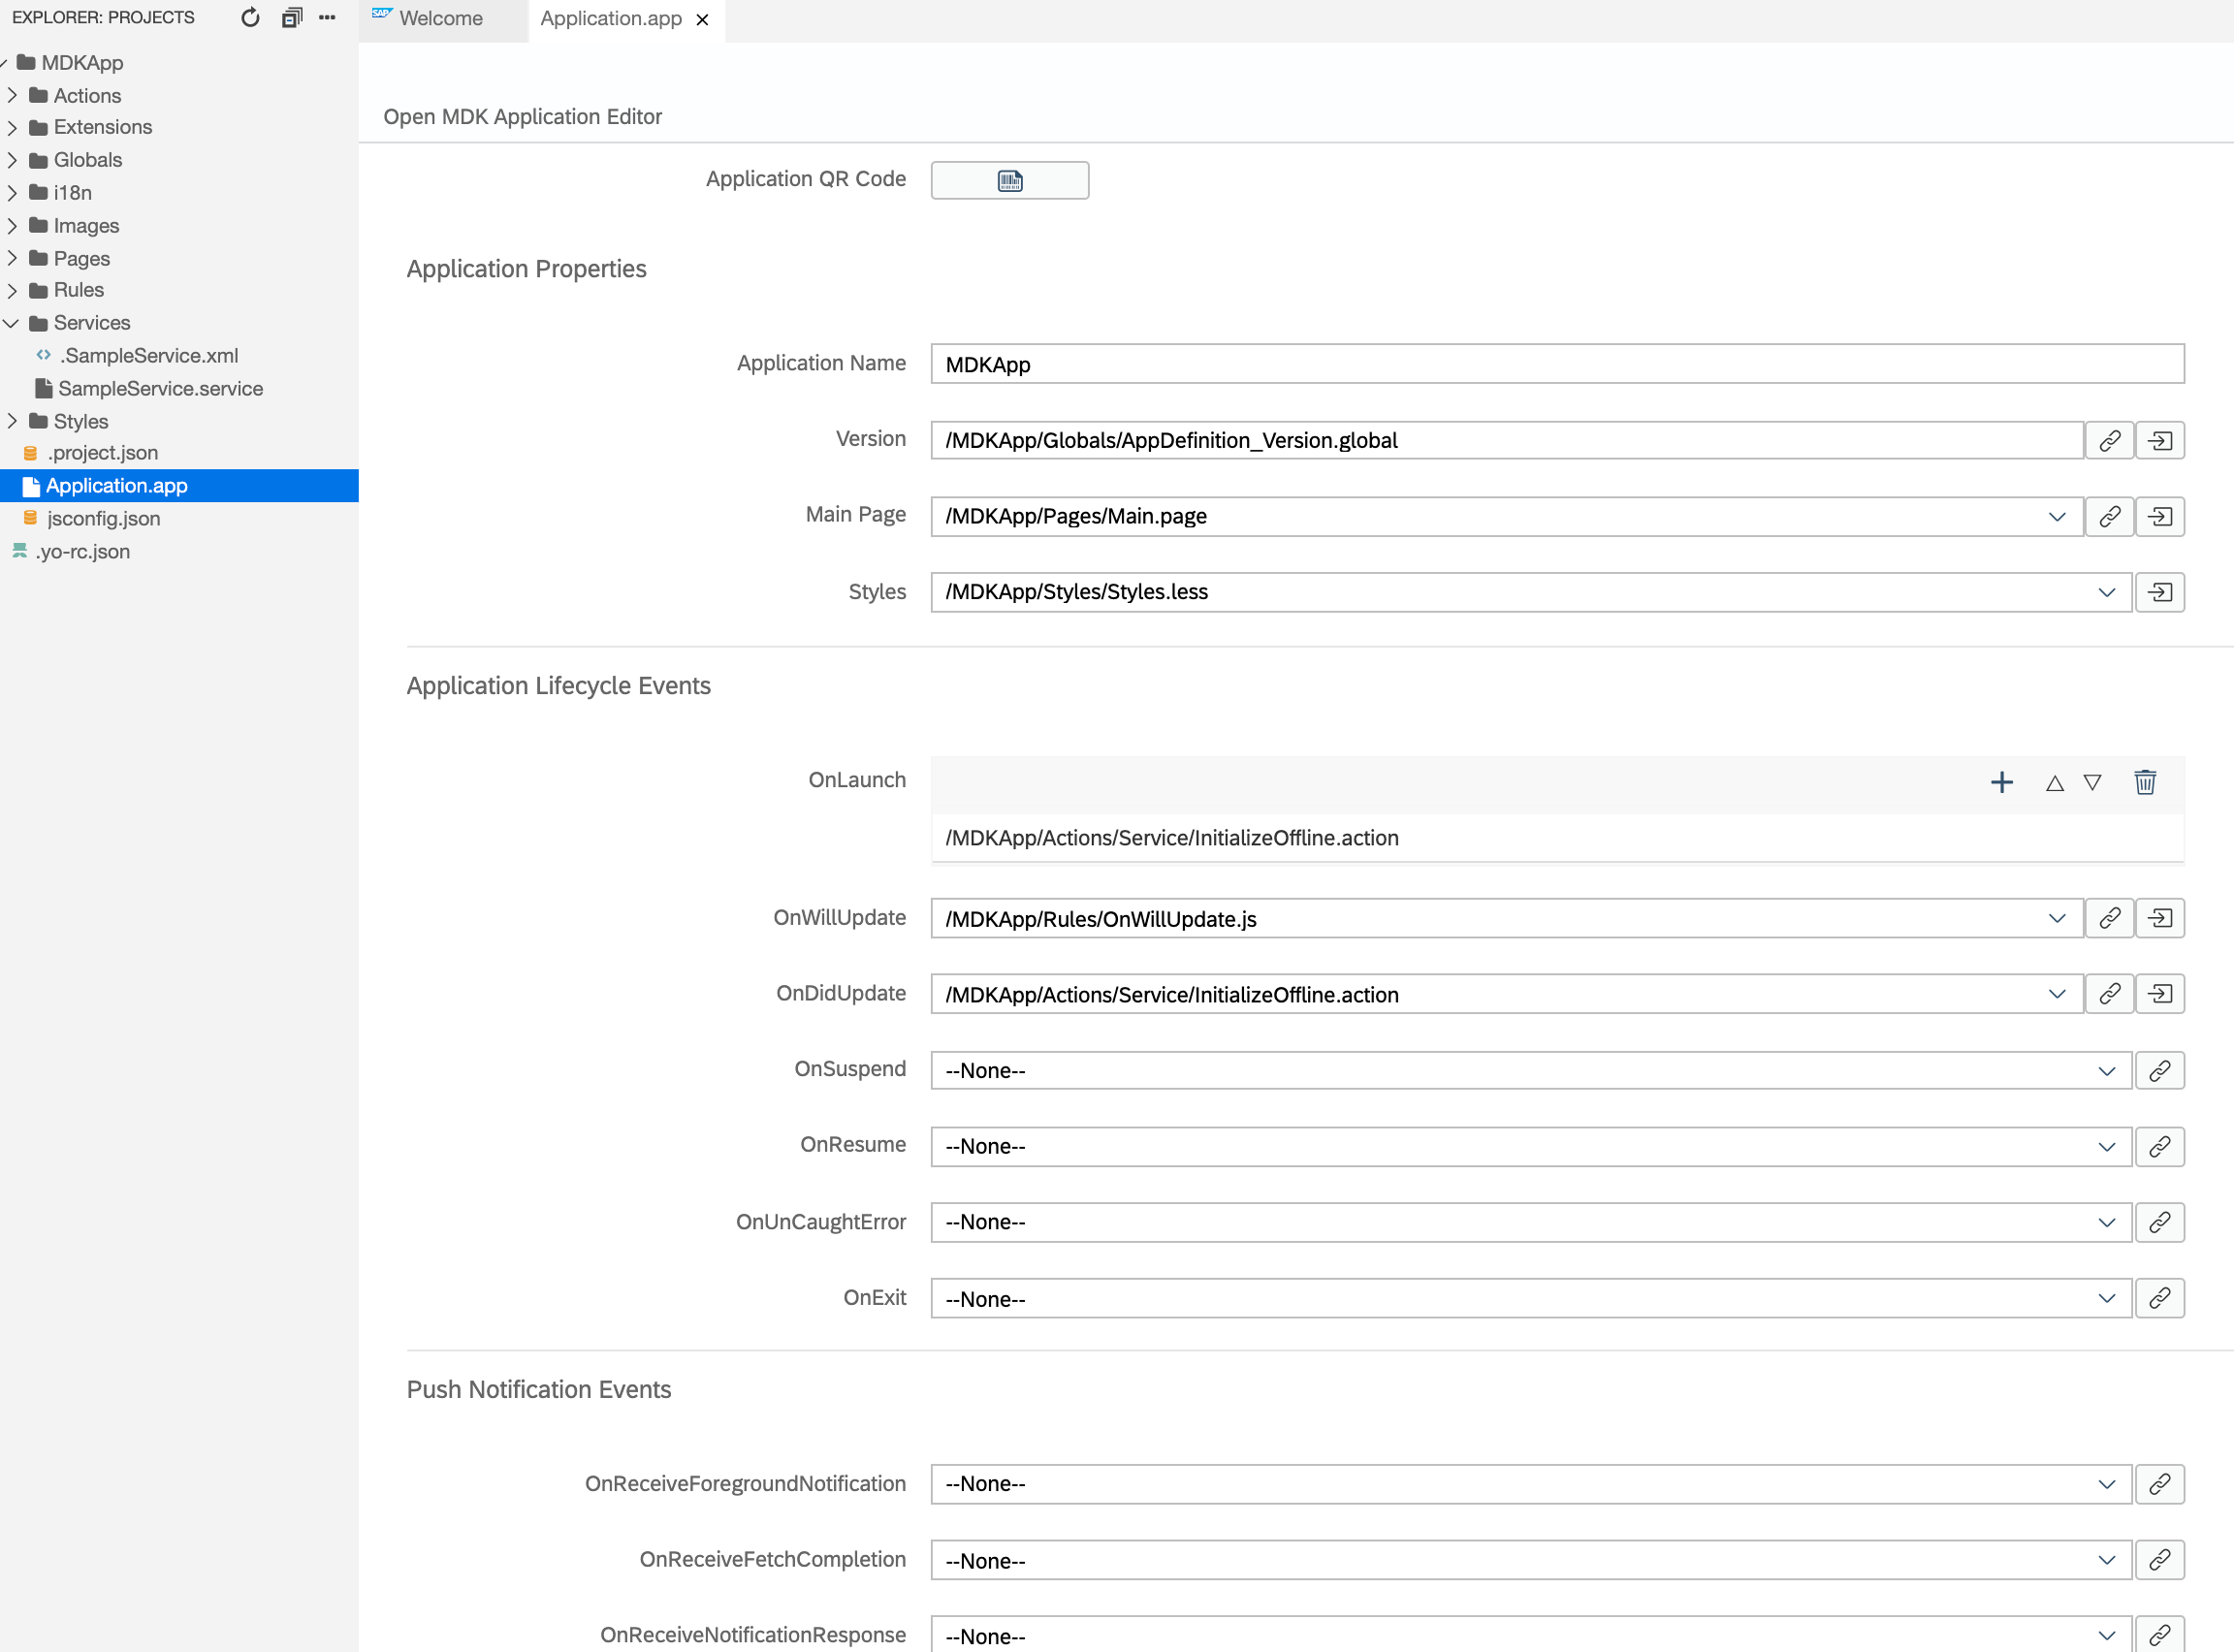 EXPLORER: PROJECTS
MDKApp
Actions
Extensions
Globals
i18n
Images
Pages
Rules
Services
.SampleService.xml
SampleService.service
Styles
.project.json
Application.app
jsconfig.json
.yo-rc.json
SAP Welcome
Application.app
Open MDK Application Editor
Application QR Code
Application Properties
Application Name MDKApp
Version /MDKApp/Globals/AppDefinition_Version.global
Main Page /MDKApp/Pages/Main.page
Styles /MDKApp/Styles/Styles.less
Application Lifecycle Events
OnLaunch
/MDKApp/Actions/Service/InitializeOffline.action
OnWillUpdate /MDKApp/Rules/OnWillUpdate.js
OnDidUpdate /MDKApp/Actions/Service/InitializeOffline.action
OnSuspend --None--
OnResume --None--
OnUnCaughtError --None--
OnExit --None--
Push Notification Events
OnReceiveForegroundNotification --None--
OnReceiveFetchCompletion --None--
OnReceiveNotificationResponse --None--